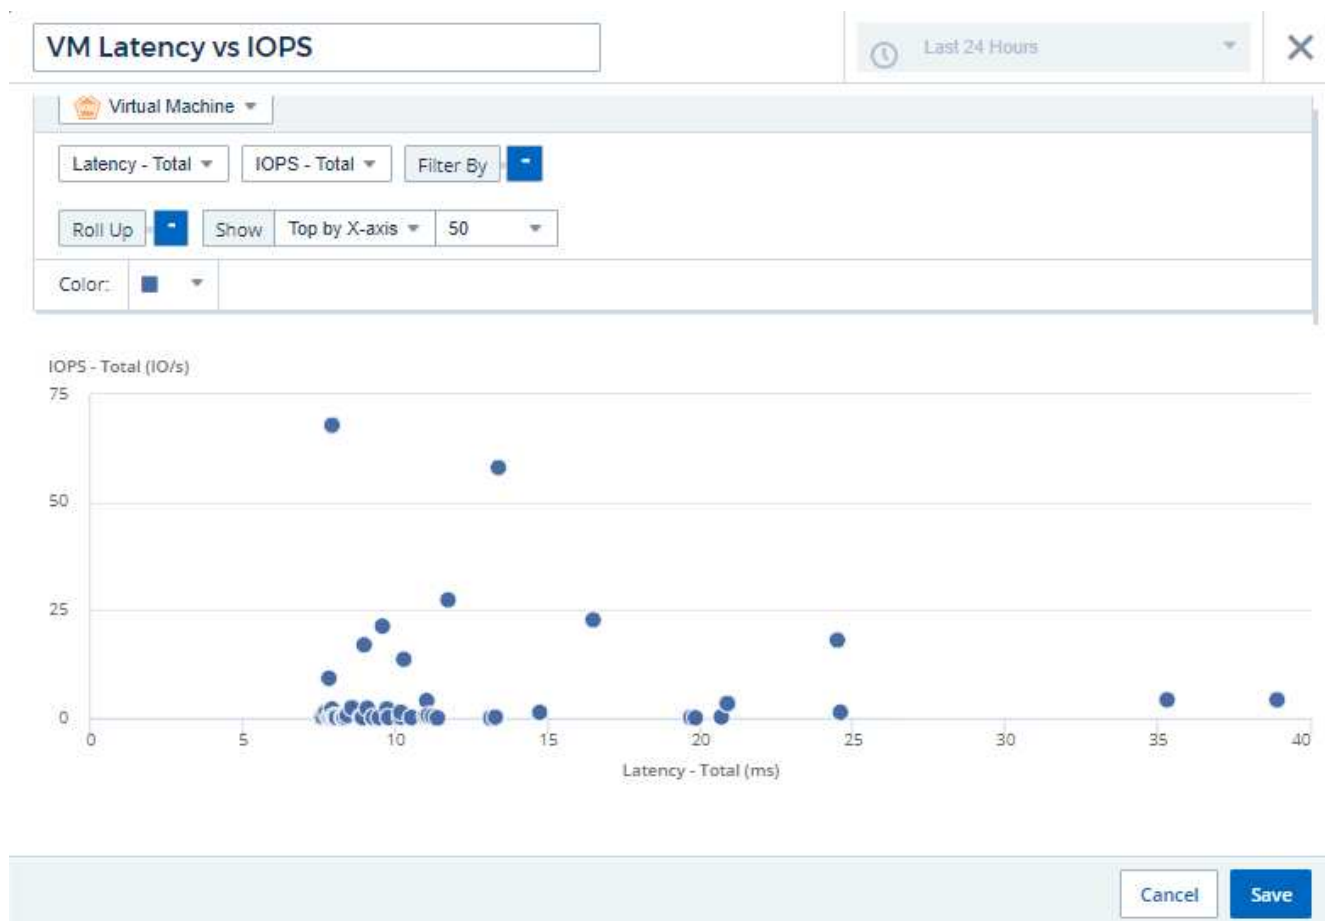 VM Latency vs IOPS
Last 24 Hours
Virtual Machine
Latency - Total IOPS - Total Filter By -
Roll Up - Show Top by X-axis 50
Color:
IOPS - Total (IO/s)
75
50
25
0
0 5 10 15 20 25 30 35 40
Latency - Total (ms)
Cancel Save